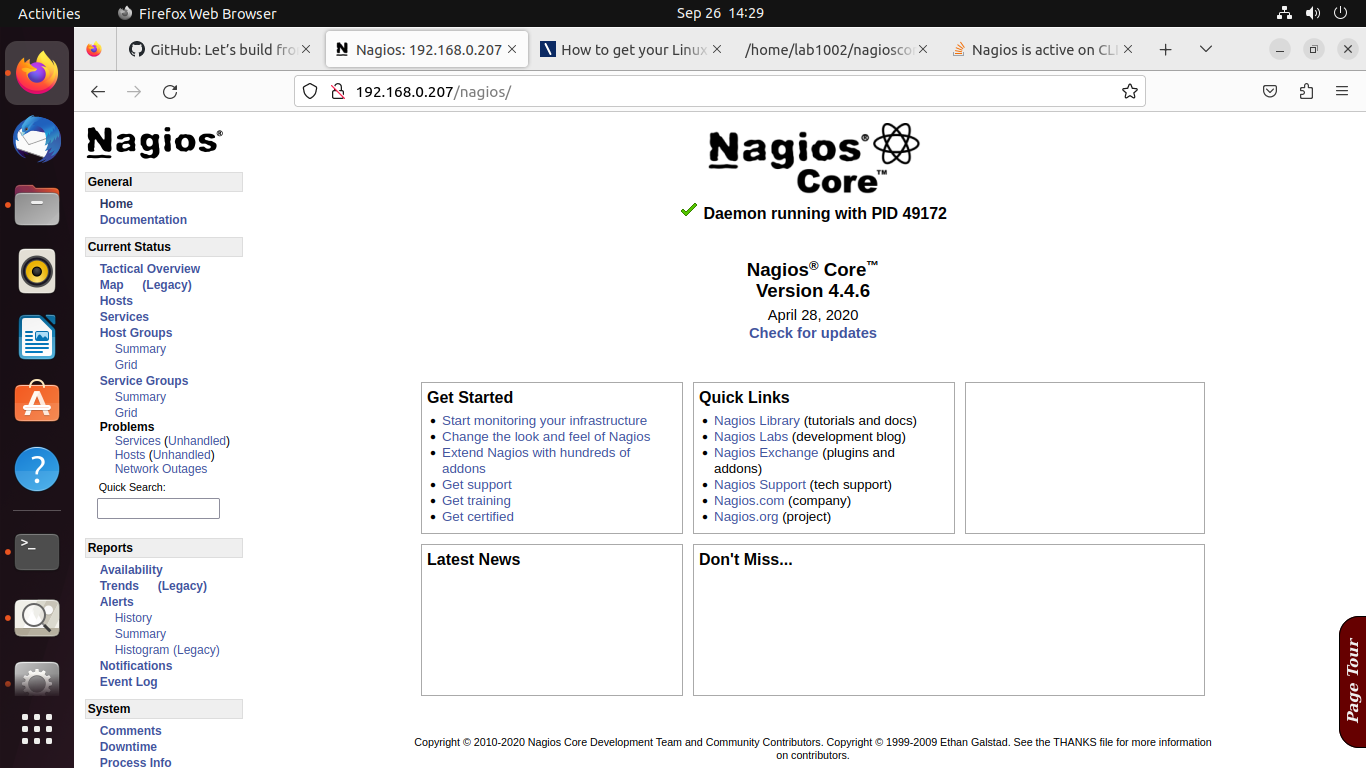 Activities
Firefox Web Browser
Sep 26 14:29
GitHub: Let's build fro
Nagios: 192.168.0.207
How to get your Linux
/home/lab1002/nagiosco
Nagios is active on CL
192.168.0.207/nagios/
Nagios®
General
Home
Documentation
Current Status
Tactical Overview
Map (Legacy)
Hosts
Services
Host Groups
Summary
Grid
Service Groups
Summary
Grid
Problems
Services (Unhandled)
Hosts (Unhandled)
Network Outages
Quick Search:
Reports
Availability
Trends (Legacy)
Alerts
History
Summary
Histogram (Legacy)
Notifications
Event Log
System
Comments
Downtime
Process Info
Nagios®
Core™
Daemon running with PID 49172
Nagios® Core™
Version 4.4.6
April 28, 2020
Check for updates
Get Started
• Start monitoring your infrastructure
• Change the look and feel of Nagios
• Extend Nagios with hundreds of
addons
• Get support
• Get training
• Get certified
Quick Links
• Nagios Library (tutorials and docs)
• Nagios Labs (development blog)
• Nagios Exchange (plugins and
addons)
• Nagios Support (tech support)
• Nagios.com (company)
• Nagios.org (project)
Latest News
Don't Miss...
Page Tour
Copyright © 2010-2020 Nagios Core Development Team and Community Contributors. Copyright © 1999-2009 Ethan Galstad. See the THANKS file for more information
on contributors.